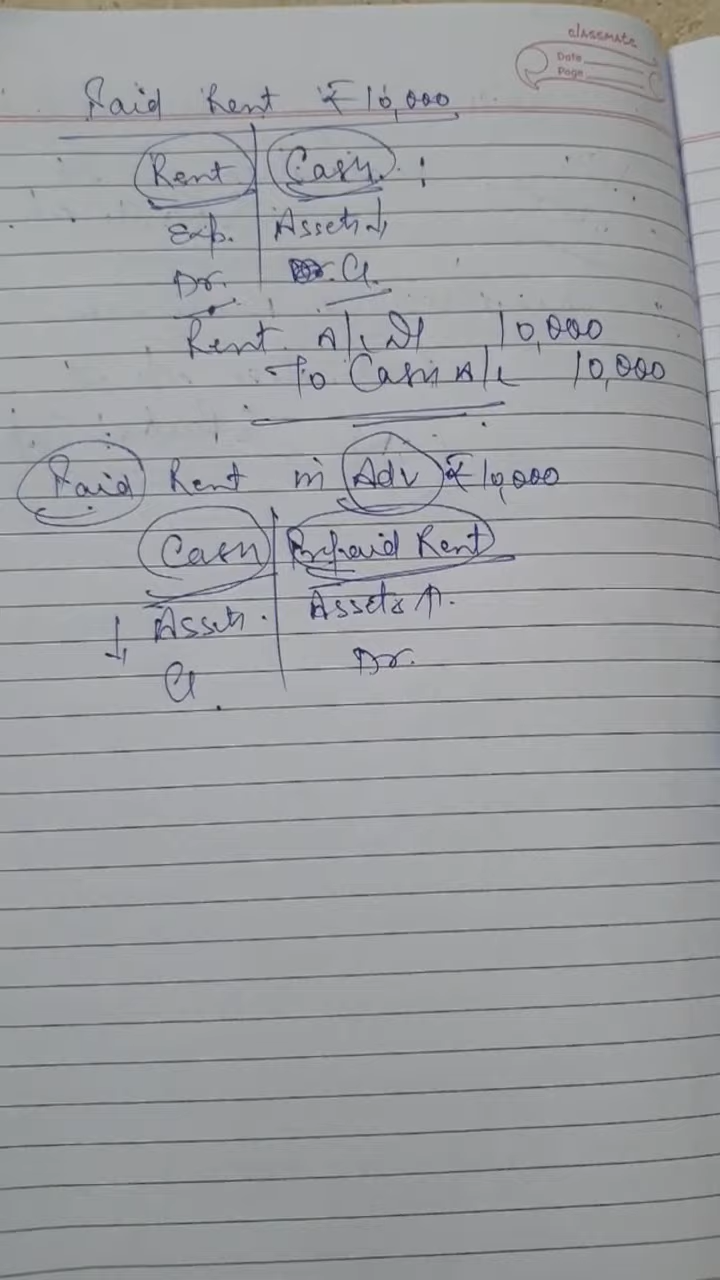 classmate
Date
Page
Paid Rent ₹ 10,000
Rent Cash :
Exp. Assets ↓
Dr. Cr.
Rent A/c Dr 10,000
To Cash A/c 10,000
Paid Rent in Adv ₹ 10,000
Cash Prepaid Rent
↓ Assets. Assets ↑.
Cr Dr.